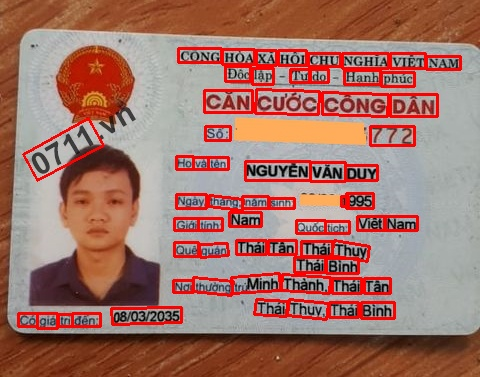 CỘNG HÒA XÃ HỘI CHỦ NGHĨA VIỆT NAM
Độc lập - Tự do - Hạnh phúc
CĂN CƯỚC CÔNG DÂN
Số: 772
0711.vn
Họ và tên
NGUYỄN VĂN DUY
Ngày, tháng, năm sinh: 1995
Giới tính: Nam Quốc tịch: Việt Nam
Quê quán: Thái Tân, Thái Thụy
Thái Bình
Nơi thường trú: Minh Thành, Thái Tân
Thái Thụy, Thái Bình
Có giá trị đến: 08/03/2035